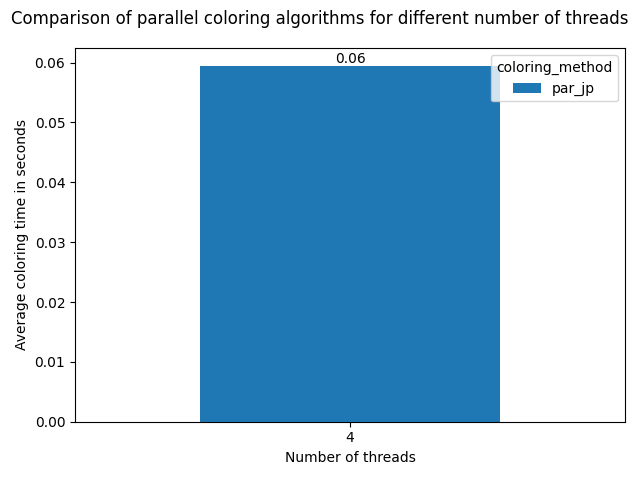 Comparison of parallel coloring algorithms for different number of threads
0.06
coloring_method
par_jp
0.06
0.05
0.04
0.03
0.02
0.01
0.00
Average coloring time in seconds
4
Number of threads